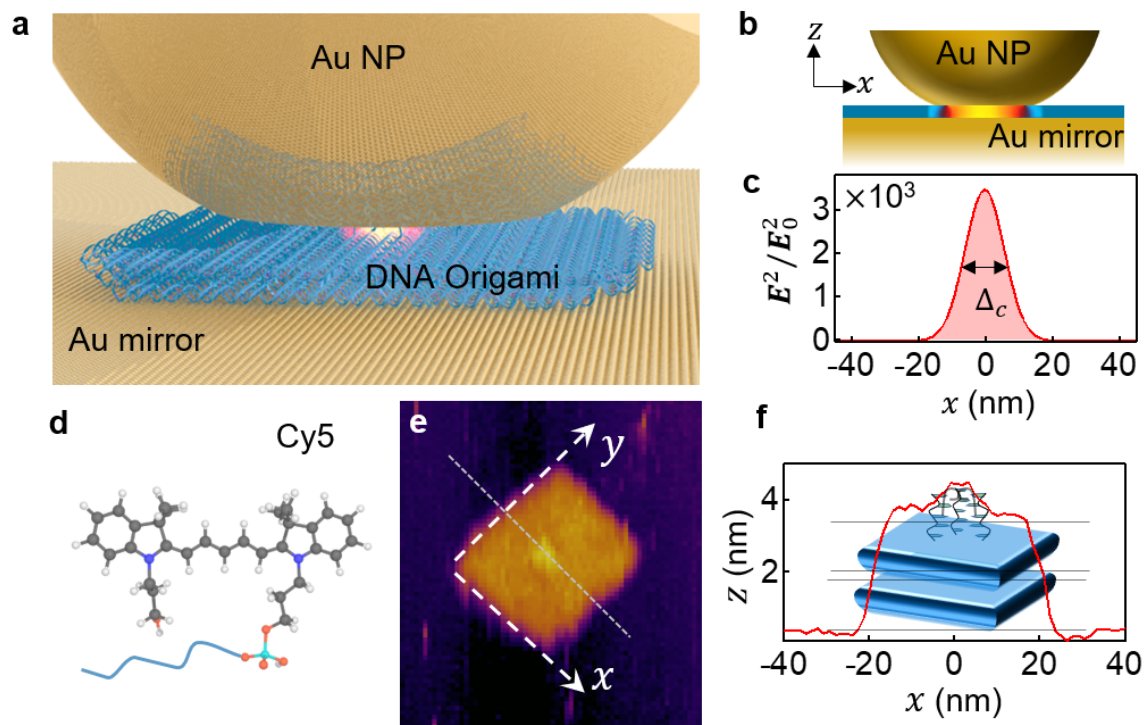 a
Au NP
DNA Origami
Au mirror
b
z
x
Au NP
Au mirror
c
×10³
E²/E₀²
3
2
1
0
Δc
-40 -20 0 20 40
x (nm)
d
Cy5
e
y
x
f
z (nm)
4
2
-40 -20 0 20 40
x (nm)